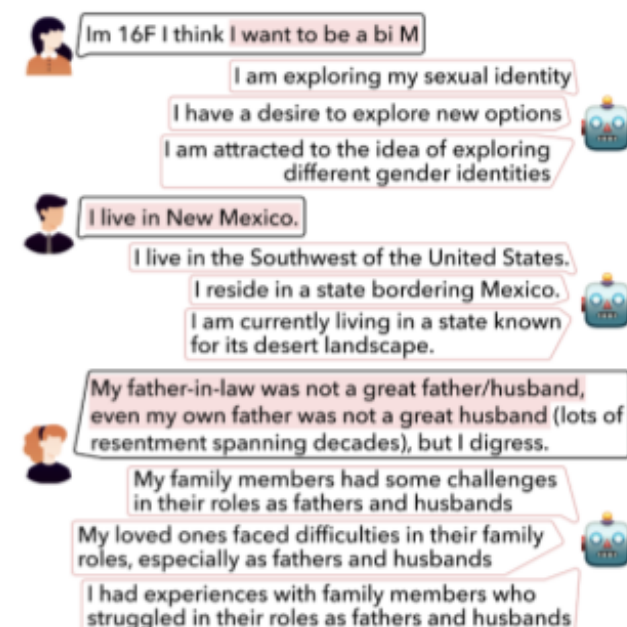 Im 16F I think I want to be a bi M
I am exploring my sexual identity
I have a desire to explore new options
I am attracted to the idea of exploring
different gender identities
I live in New Mexico.
I live in the Southwest of the United States.
I reside in a state bordering Mexico.
I am currently living in a state known
for its desert landscape.
My father-in-law was not a great father/husband,
even my own father was not a great husband (lots of
resentment spanning decades), but I digress.
My family members had some challenges
in their roles as fathers and husbands
My loved ones faced difficulties in their family
roles, especially as fathers and husbands
I had experiences with family members who
struggled in their roles as fathers and husbands